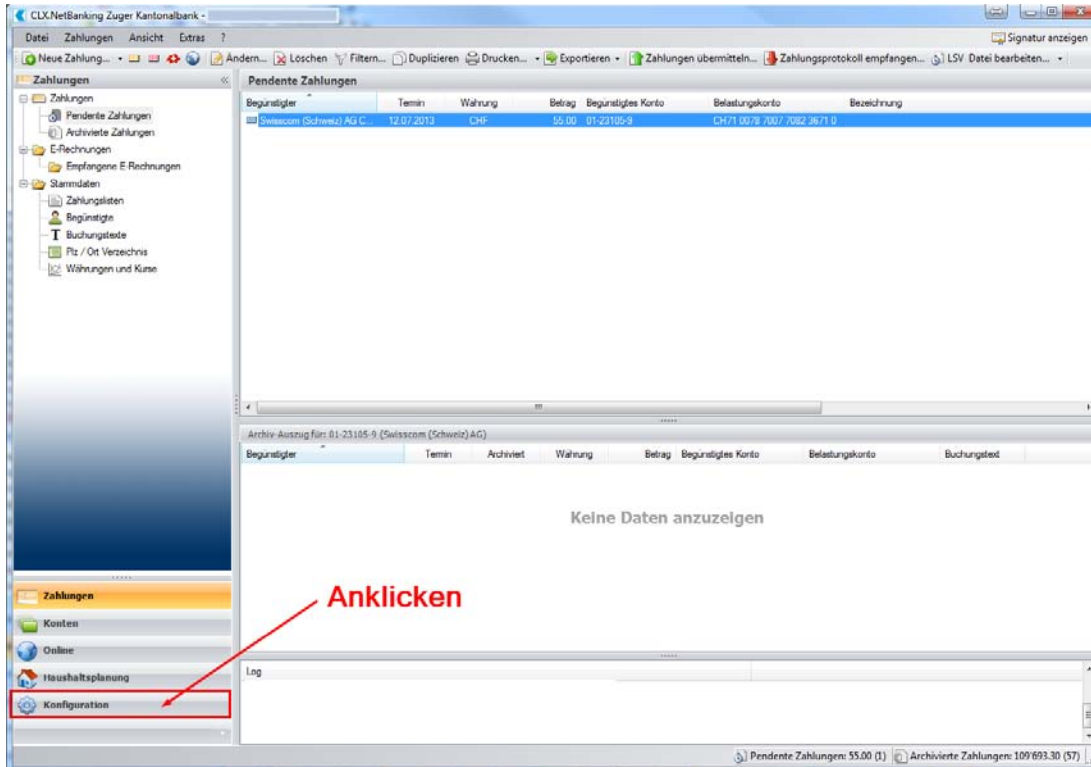 CLX.NetBanking Zuger Kantonalbank -
Datei Zahlungen Ansicht Extras ? Signatur anzeigen
Neue Zahlung... Ändern... Löschen Filtern... Duplizieren Drucken... Exportieren Zahlungen übermitteln... Zahlungsprotokoll empfangen... LSV Datei bearbeiten...
Zahlungen «
Zahlungen
Pendente Zahlungen
Archivierte Zahlungen
E-Rechnungen
Empfangene E-Rechnungen
Stammdaten
Zahlungslisten
Begünstigte
T Buchungstexte
Plz / Ort Verzeichnis
Währungen und Kurse
Pendente Zahlungen
Begünstigter Termin Währung Betrag Begünstigtes Konto Belastungskonto Bezeichnung
Swisscom (Schweiz) AG C... 12.07.2013 CHF 55.00 01-23105-9 CH71 0078 7007 7082 3671 0
Archiv-Auszug für: 01-23105-9 (Swisscom (Schweiz) AG)
Begünstigter Termin Archiviert Währung Betrag Begünstigtes Konto Belastungskonto Buchungstext
Keine Daten anzuzeigen
Anklicken
Zahlungen
Konten
Online
Haushaltsplanung
Konfiguration
Log
Pendente Zahlungen: 55.00 (1) Archivierte Zahlungen: 109'693.30 (57)